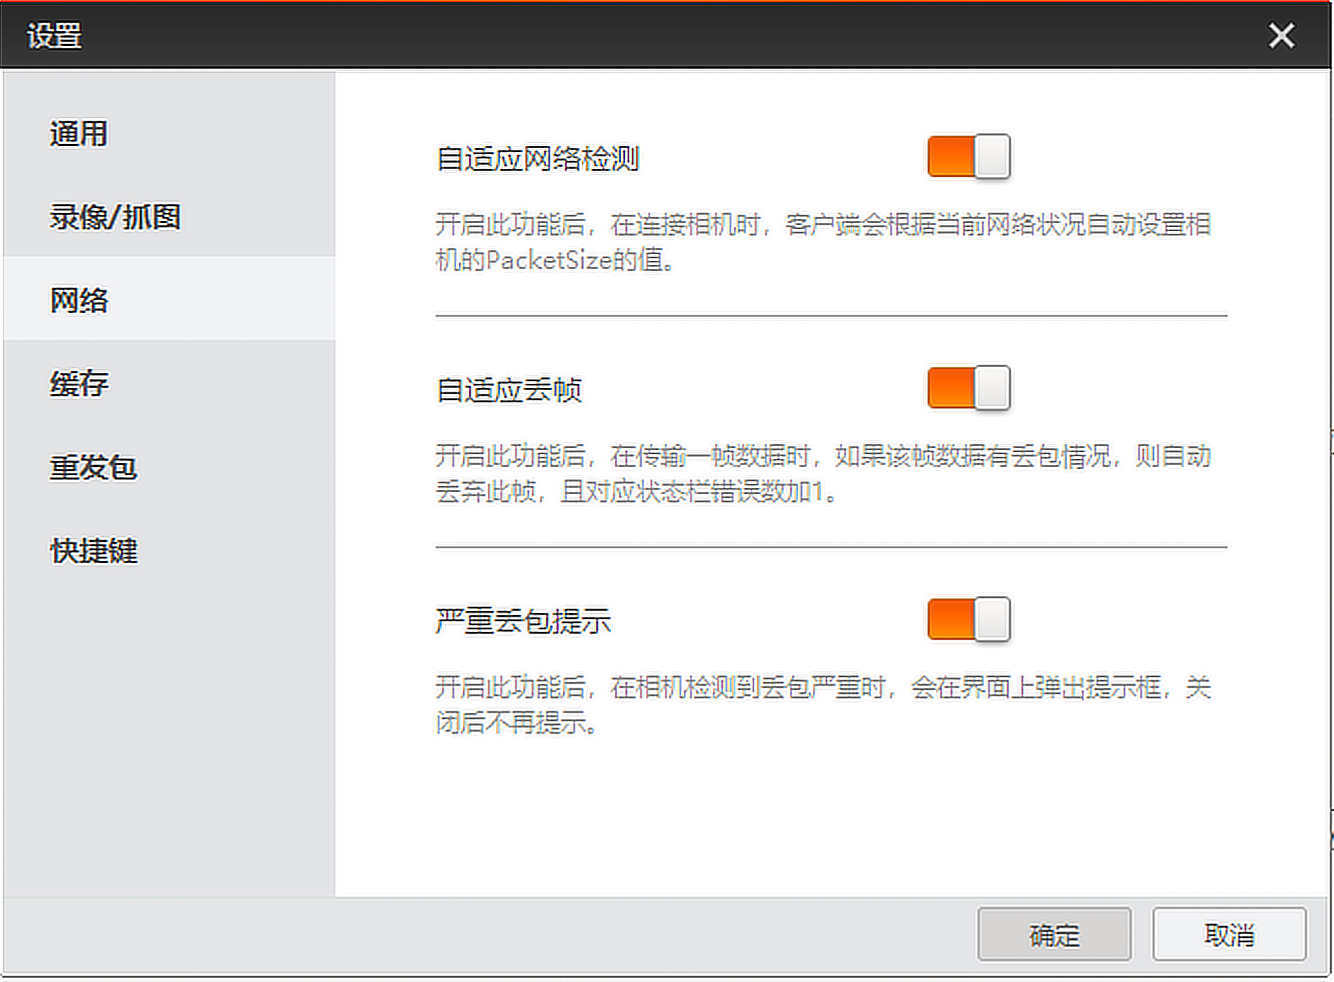 设置
通用
录像/抓图
网络
缓存
重发包
快捷键
自适应网络检测
开启此功能后，在连接相机时，客户端会根据当前网络状况自动设置相
机的PacketSize的值。
自适应丢帧
开启此功能后，在传输一帧数据时，如果该帧数据有丢包情况，则自动
丢弃此帧，且对应状态栏错误数加1。
严重丢包提示
开启此功能后，在相机检测到丢包严重时，会在界面上弹出提示框，关
闭后不再提示。
确定
取消